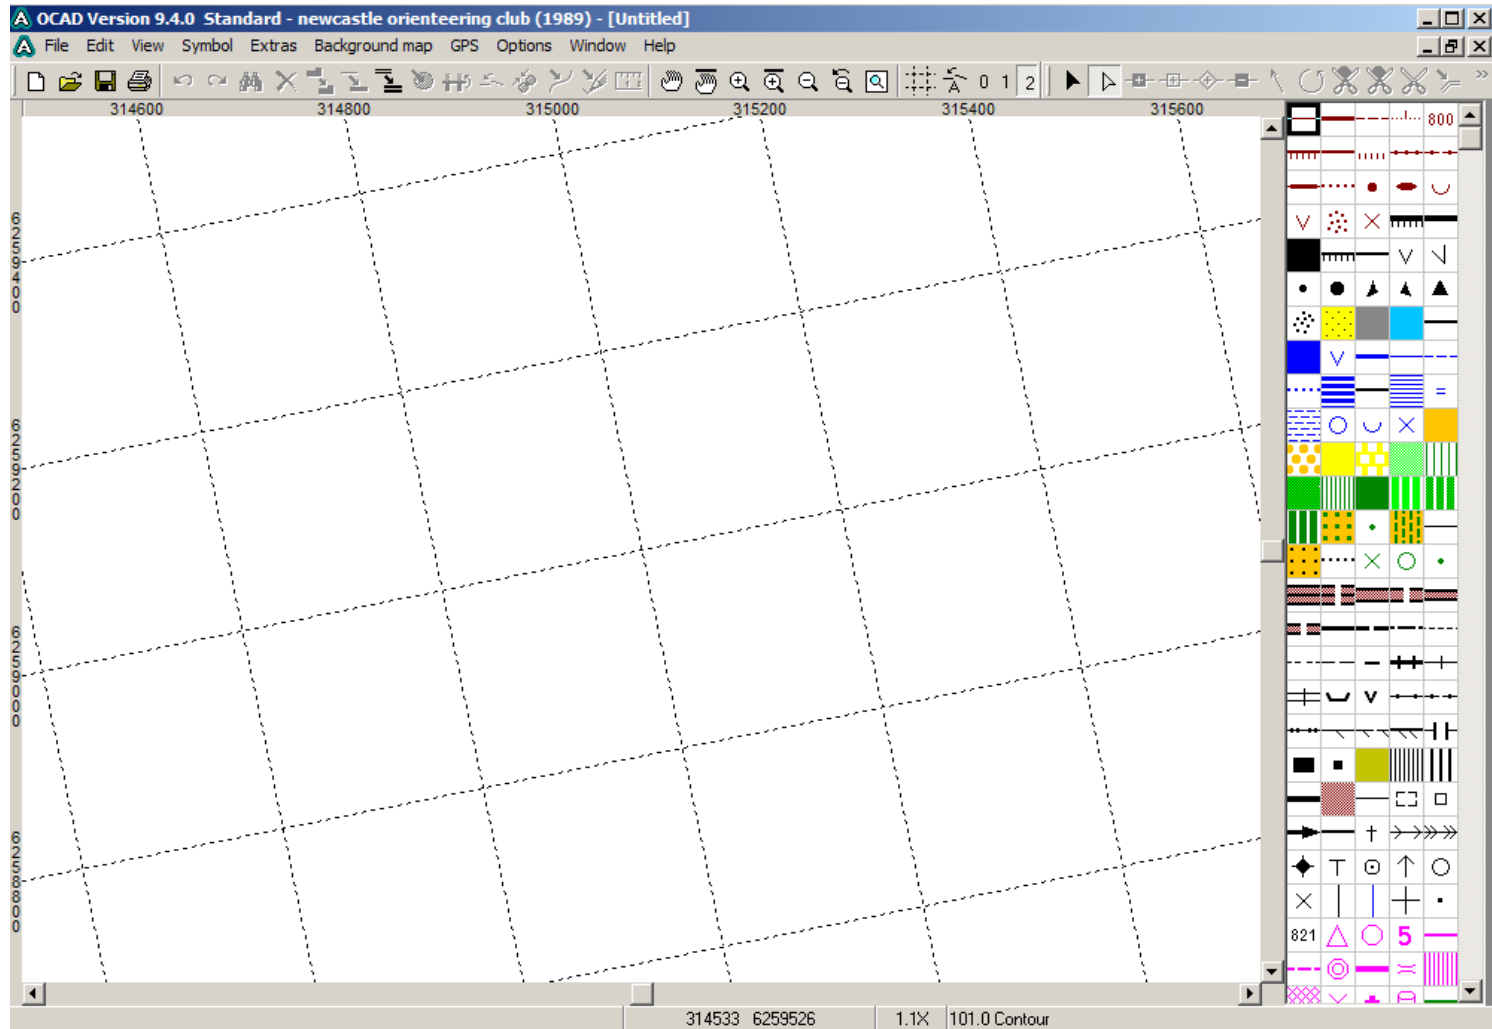 OCAD Version 9.4.0 Standard - newcastle orienteering club (1989) - [Untitled]
File Edit View Symbol Extras Background map GPS Options Window Help
0 1 2
314600 314800 315000 315200 315400 315600
800
6259400
6259200
6259000
6258800
821
5
314533 6259526 1.1X 101.0 Contour